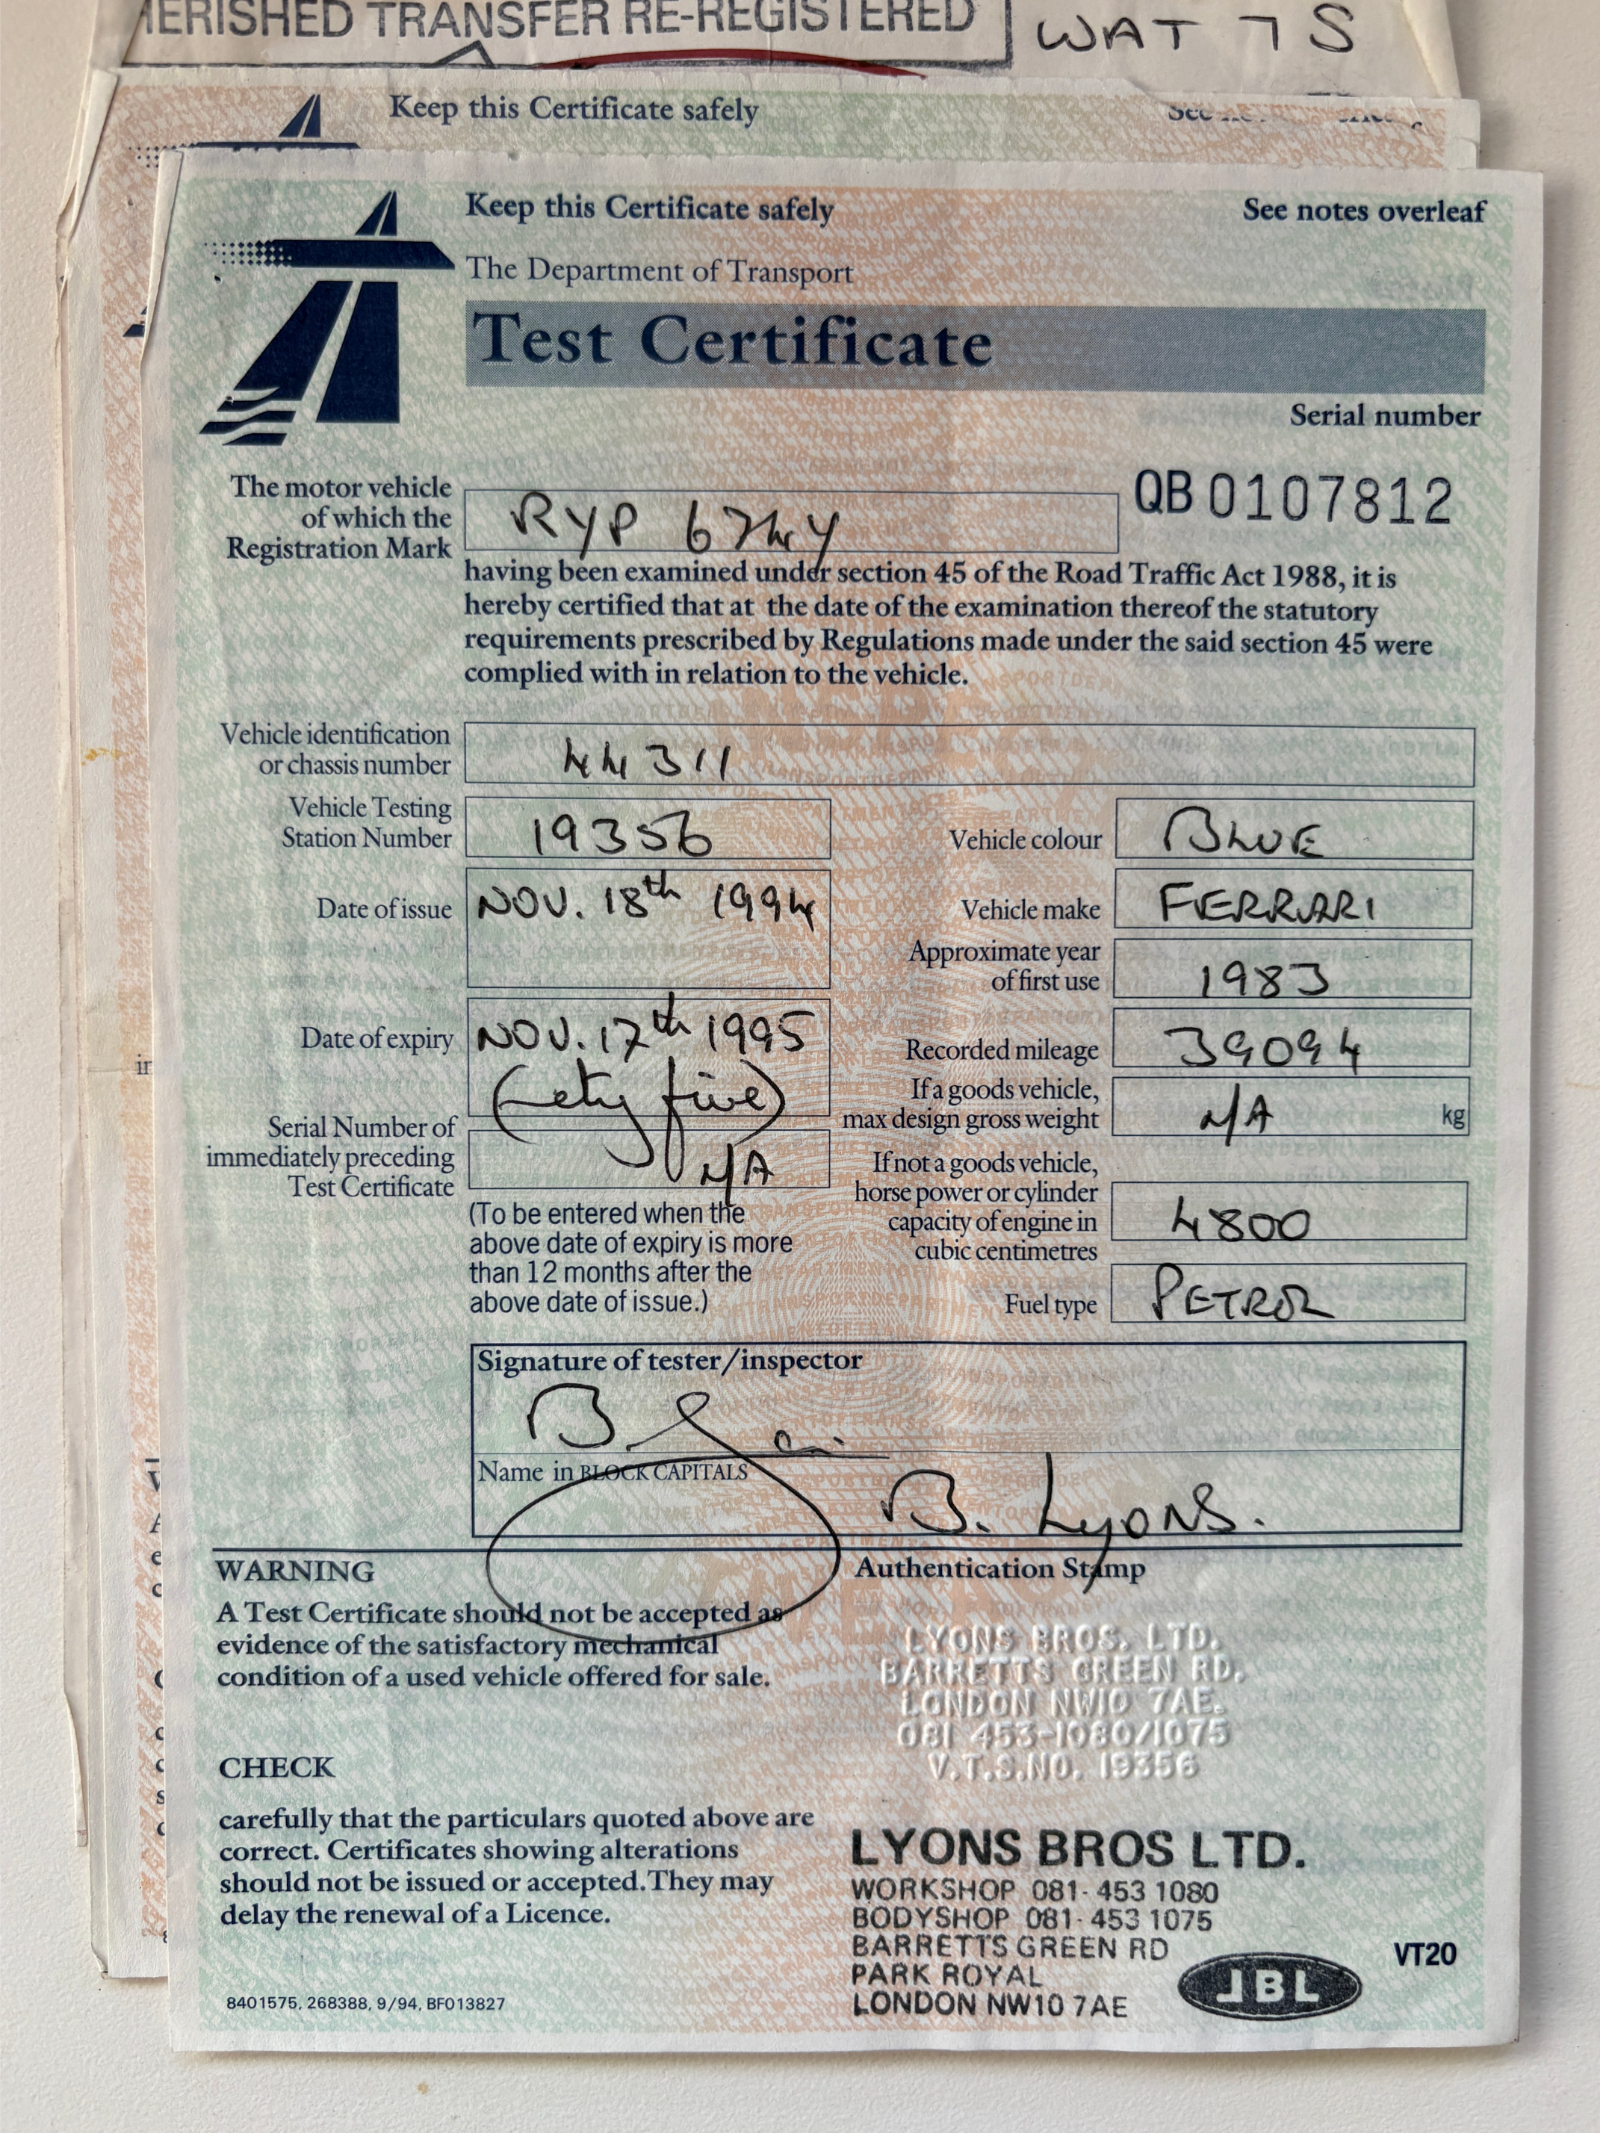 HERISHED TRANSFER RE-REGISTERED
WAT 7 S
Keep this Certificate safely
Keep this Certificate safely
See notes overleaf
The Department of Transport
Test Certificate
Serial number
QB 0107812
The motor vehicle
of which the
Registration Mark
RYP 674Y
having been examined under section 45 of the Road Traffic Act 1988, it is
hereby certified that at the date of the examination thereof the statutory
requirements prescribed by Regulations made under the said section 45 were
complied with in relation to the vehicle.
Vehicle identification
or chassis number
44311
Vehicle Testing
Station Number
19356
Vehicle colour
BLUE
Date of issue
NOV. 18th 1994
Vehicle make
FERRARI
Approximate year
of first use
1983
Date of expiry
NOV. 17th 1995
five)
Recorded mileage
39094
If a goods vehicle,
max design gross weight
N/A
kg
Serial Number of
immediately preceding
Test Certificate
N/A
(To be entered when the
above date of expiry is more
than 12 months after the
above date of issue.)
If not a goods vehicle,
horse power or cylinder
capacity of engine in
cubic centimetres
4800
Fuel type
PETROL
Signature of tester/inspector
Name in BLOCK CAPITALS
B. Lyons.
WARNING
A Test Certificate should not be accepted as
evidence of the satisfactory mechanical
condition of a used vehicle offered for sale.
Authentication Stamp
LYONS BROS. LTD.
BARRETTS GREEN RD.
LONDON NW10 7AE.
081 453-1080/1075
V.T.S.NO. 19356
CHECK
carefully that the particulars quoted above are
correct. Certificates showing alterations
should not be issued or accepted. They may
delay the renewal of a Licence.
LYONS BROS LTD.
WORKSHOP 081-453 1080
BODYSHOP 081-453 1075
BARRETTS GREEN RD
PARK ROYAL
LONDON NW10 7AE
JBL
VT20
8401575, 268388, 9/94, BF013827